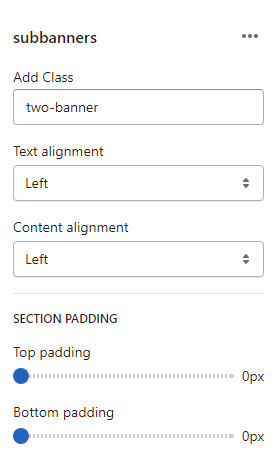 subbanners
Add Class
two-banner
Text alignment
Left
Content alignment
Left
SECTION PADDING
Top padding
0px
Bottom padding
0px